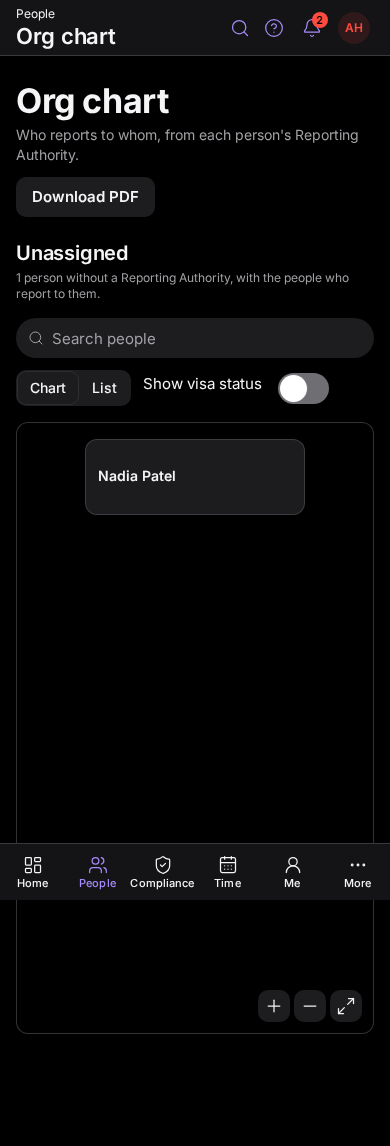 People
Org chart
2
AH
Org chart
Who reports to whom, from each person's Reporting
Authority.
Download PDF
Unassigned
1 person without a Reporting Authority, with the people who
report to them.
Search people
Chart
List
Show visa status
Nadia Patel
Home
People
Compliance
Time
Me
More